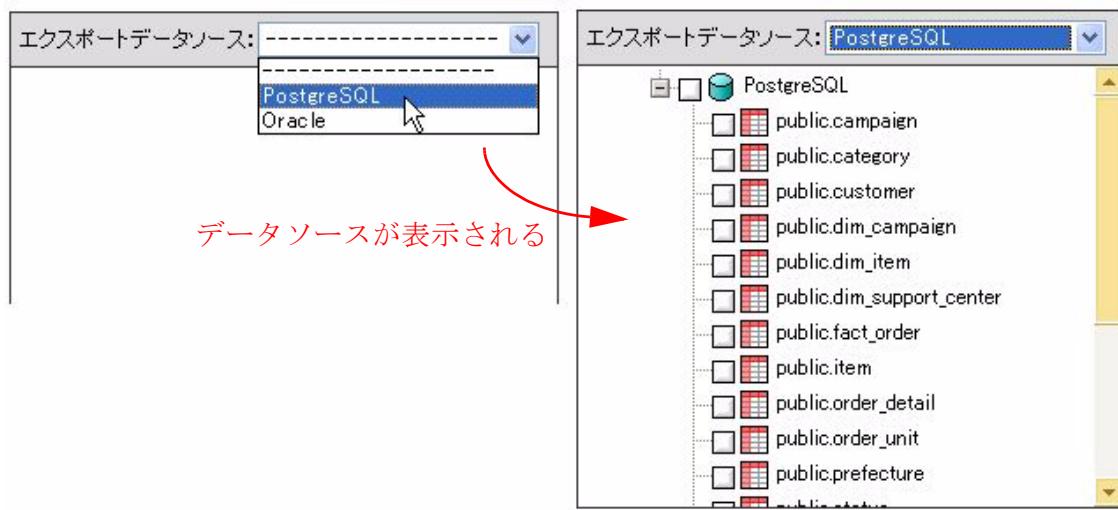 エクスポートデータソース: -------------------
-------------------
PostgreSQL
Oracle
データソースが表示される
エクスポートデータソース: PostgreSQL
PostgreSQL
public.campaign
public.category
public.customer
public.dim_campaign
public.dim_item
public.dim_support_center
public.fact_order
public.item
public.order_detail
public.order_unit
public.prefecture